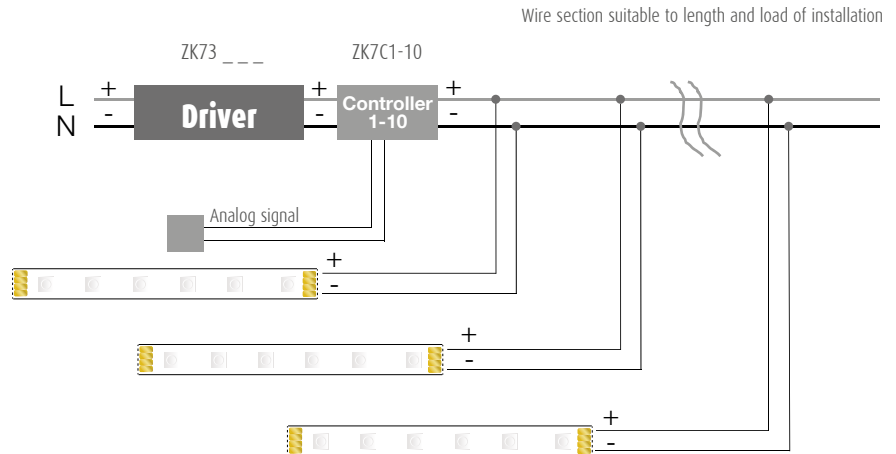 Wire section suitable to length and load of installation
ZK73 _ _ _ ZK7C1-10
L + + +
Driver Controller
1-10
N - - -
Analog signal
+
-
+
-
+
-